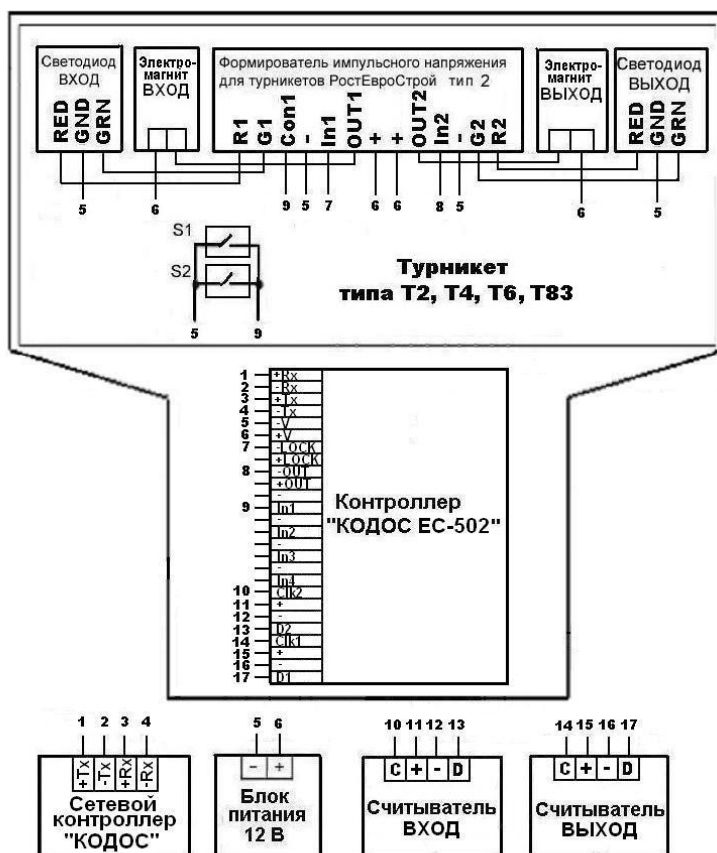 Светодиод
ВХОД
RED
GND
GRN
Электро-
магнит
ВХОД
Формирователь импульсного напряжения
для турникетов РостЕвроСтрой тип 2
R1
G1
Con1
-
In1
OUT1
+
+
OUT2
In2
-
G2
R2
Электро-
магнит
ВЫХОД
Светодиод
ВЫХОД
RED
GND
GRN
5
6
9
5
7
6
6
8
5
6
5
S1
S2
5
9
Турникет
типа Т2, Т4, Т6, Т83
1 +Rx
2 -Rx
3 +Tx
4 -Tx
5 -V
6 +V
7 -LOCK
+LOCK
8 -OUT
+OUT
-
9 In1
-
In2
-
In3
-
In4
10 Clk2
11 +
12 -
13 D2
14 Clk1
15 +
16 -
17 D1
Контроллер
"КОДОС ЕС-502"
1 2 3 4
+Tx
-Tx
+Rx
-Rx
Сетевой
контроллер
"КОДОС"
5 6
- +
Блок
питания
12 В
10 11 12 13
C + - D
Считыватель
ВХОД
14 15 16 17
C + - D
Считыватель
ВЫХОД